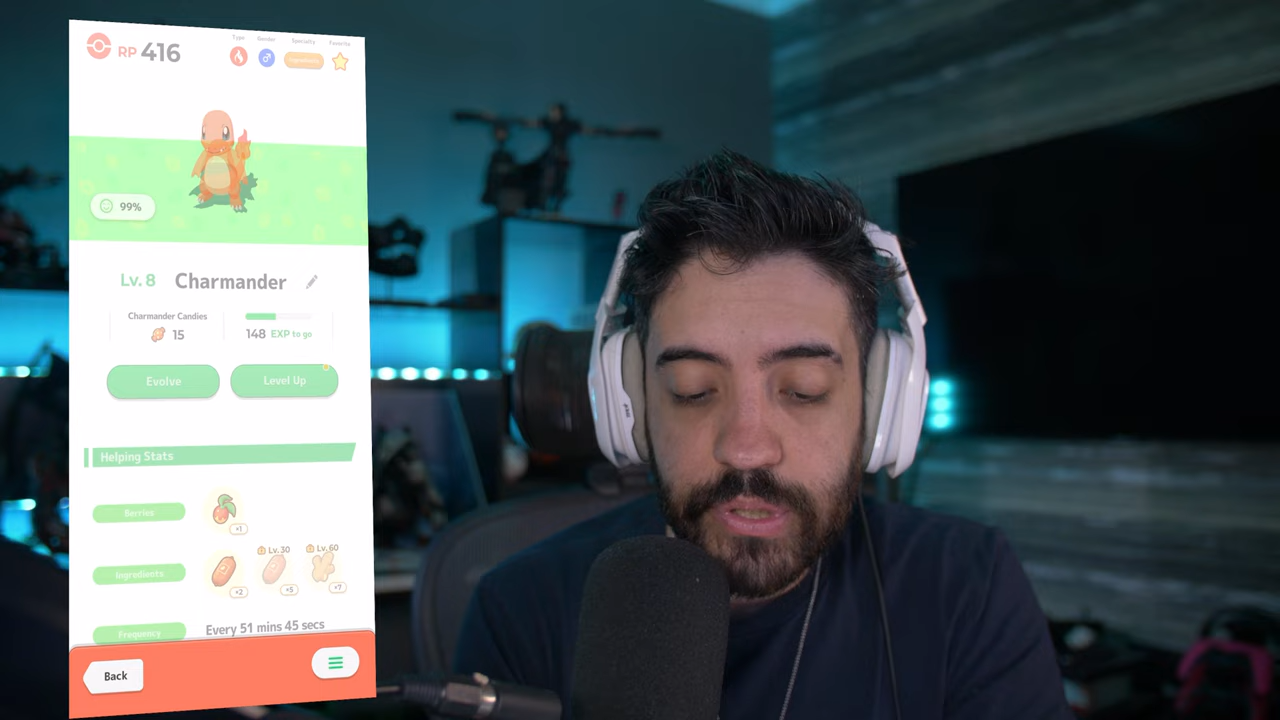 RP 416
Type Gender Specialty Favorite
Ingredients
99%
Lv. 8 Charmander
Charmander Candies
15
148 EXP to go
Evolve
Level Up
Helping Stats
Berries
×1
Ingredients
Lv. 30 Lv. 60
×2 ×5 ×7
Frequency
Every 51 mins 45 secs
Back